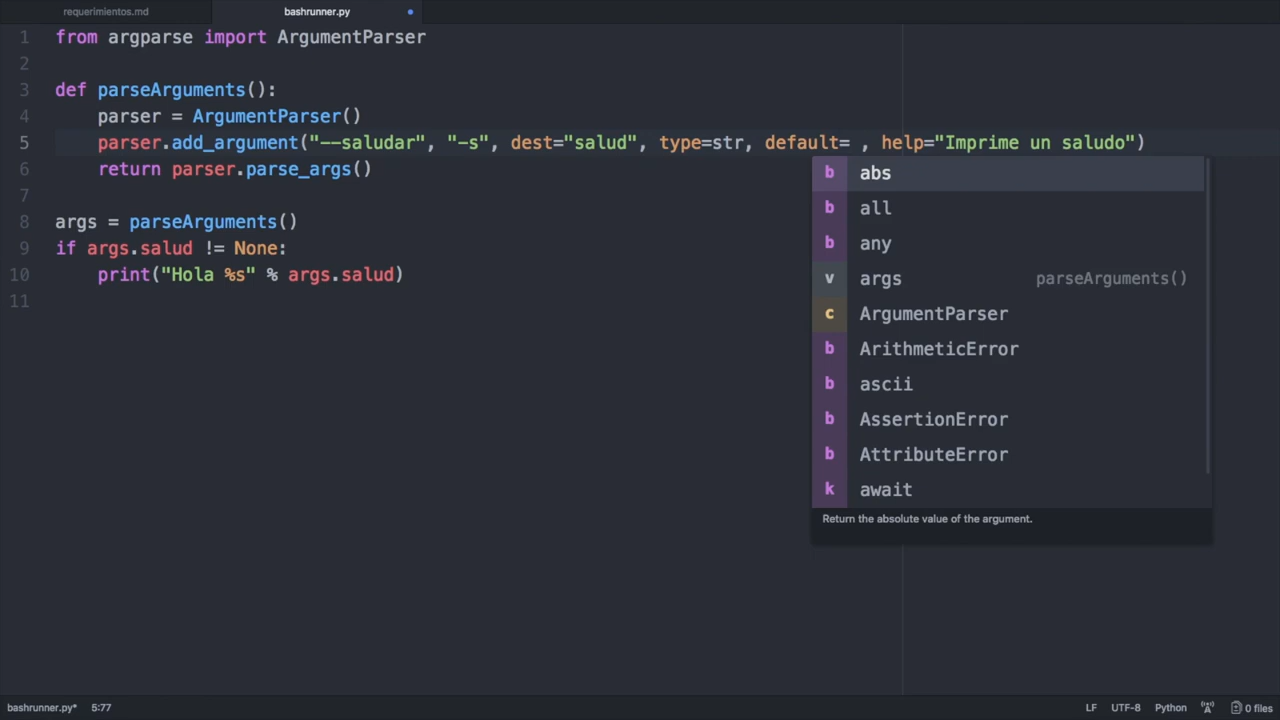 requerimientos.md
bashrunner.py
1 from argparse import ArgumentParser
2
3 def parseArguments():
4 parser = ArgumentParser()
5 parser.add_argument("--saludar", "-s", dest="salud", type=str, default= , help="Imprime un saludo")
6 return parser.parse_args()
7
8 args = parseArguments()
9 if args.salud != None:
10 print("Hola %s" % args.salud)
11
b abs
b all
b any
v args parseArguments()
c ArgumentParser
b ArithmeticError
b ascii
b AssertionError
b AttributeError
k await
Return the absolute value of the argument.
bashrunner.py* 5:77 LF UTF-8 Python 0 files